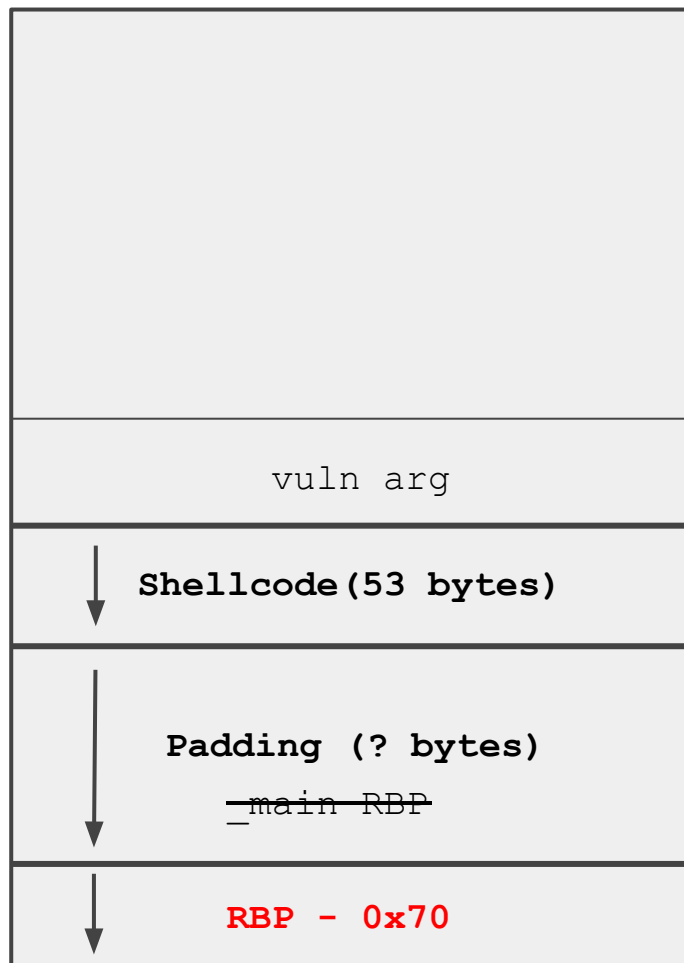 vuln arg
Shellcode(53 bytes)
Padding (? bytes)
_main RBP
RBP - 0x70